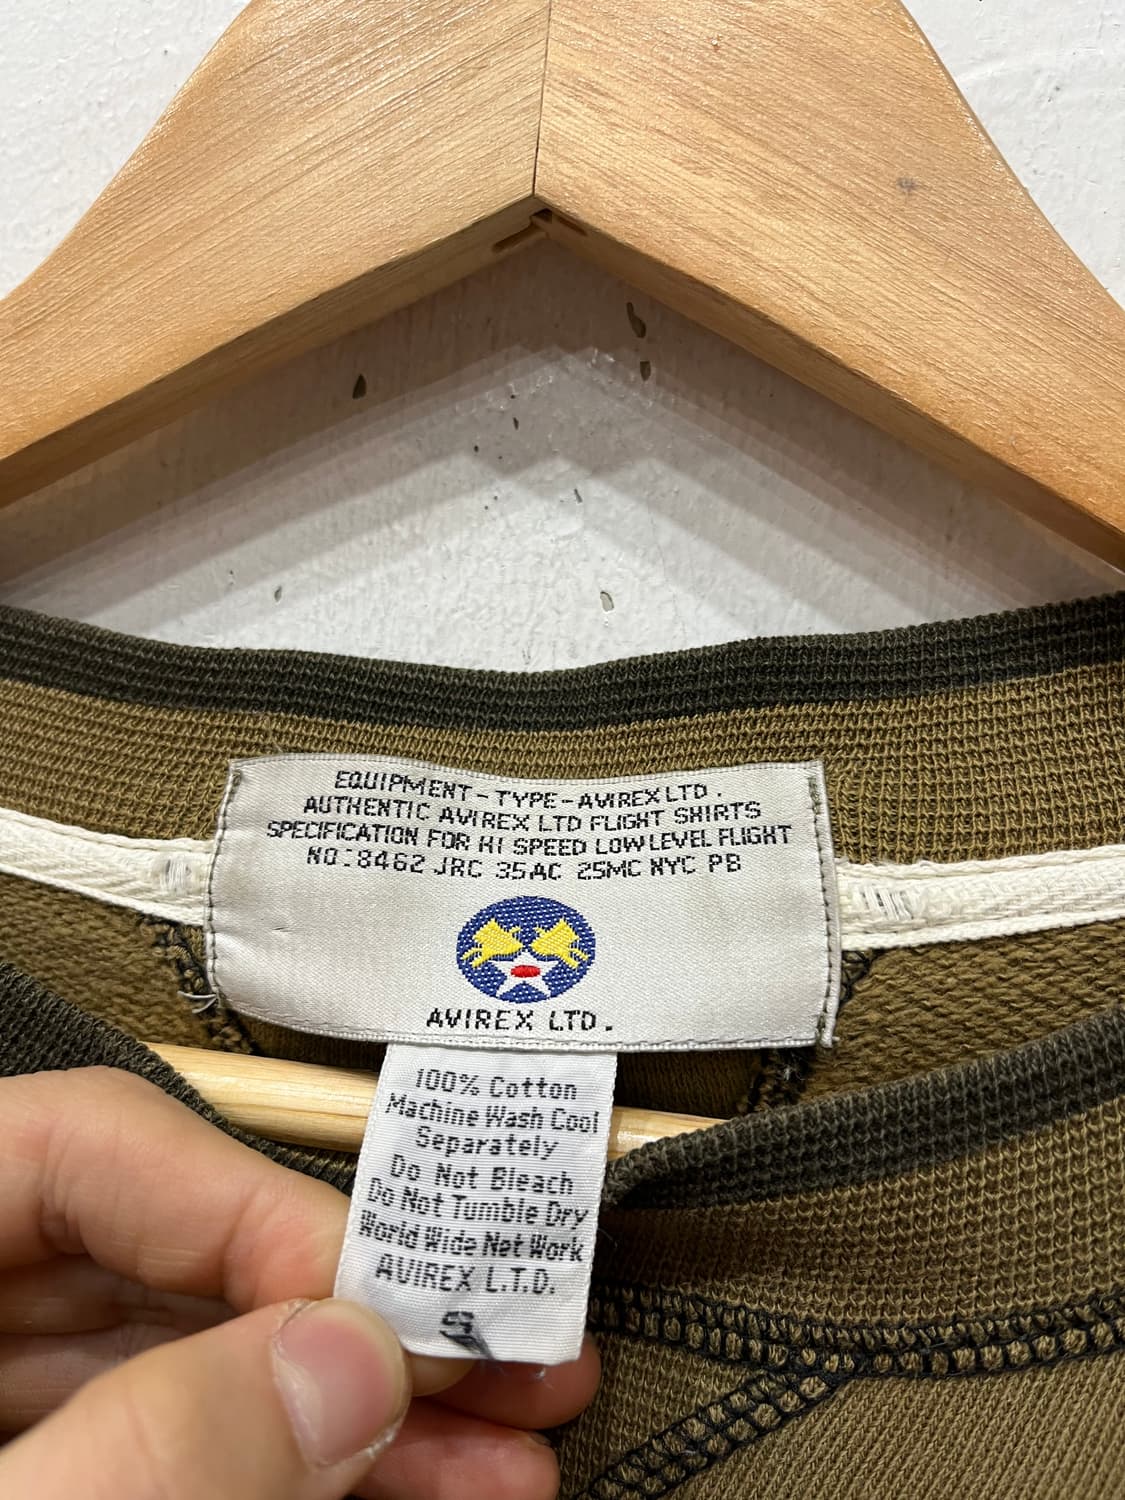 EQUIPMENT-TYPE-AVIREX LTD.
AUTHENTIC AVIREX LTD FLIGHT SHIRTS
SPECIFICATION FOR HI SPEED LOW LEVEL FLIGHT
NO.8462 JRC 35AC 25MC NYC PB
AVIREX LTD.
100% Cotton
Machine Wash Cool
Separately
Do Not Bleach
Do Not Tumble Dry
World Wide Net Work
AVIREX L.T.D.
S